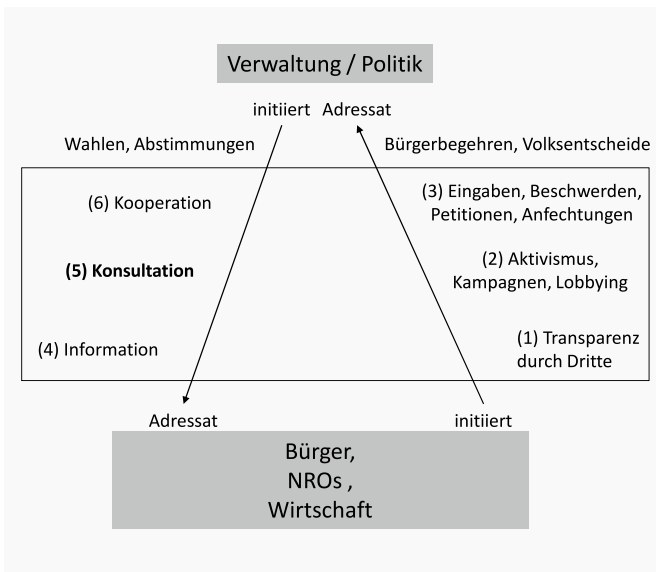 Verwaltung / Politik
initiiert Adressat
Wahlen, Abstimmungen
Bürgerbegehren, Volksentscheide
(6) Kooperation
(3) Eingaben, Beschwerden,
Petitionen, Anfechtungen
(5) Konsultation
(2) Aktivismus,
Kampagnen, Lobbying
(4) Information
(1) Transparenz
durch Dritte
Adressat
initiiert
Bürger,
NROs ,
Wirtschaft